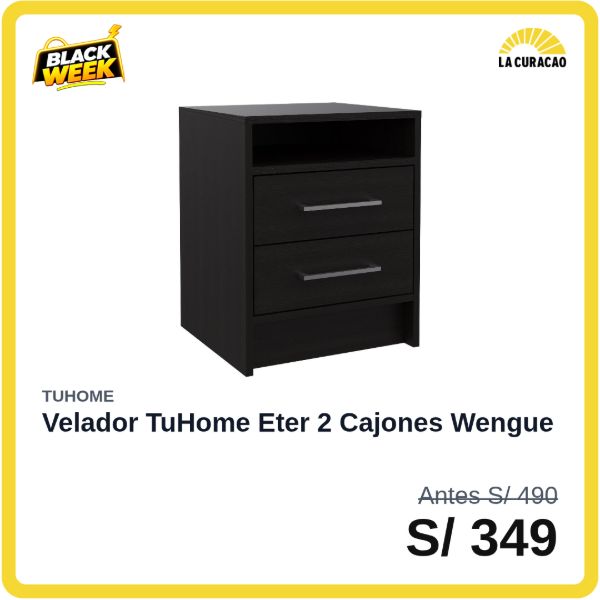 BLACK
WEEK
LA CURACAO
TUHOME
Velador TuHome Eter 2 Cajones Wengue
Antes S/ 490
S/ 349